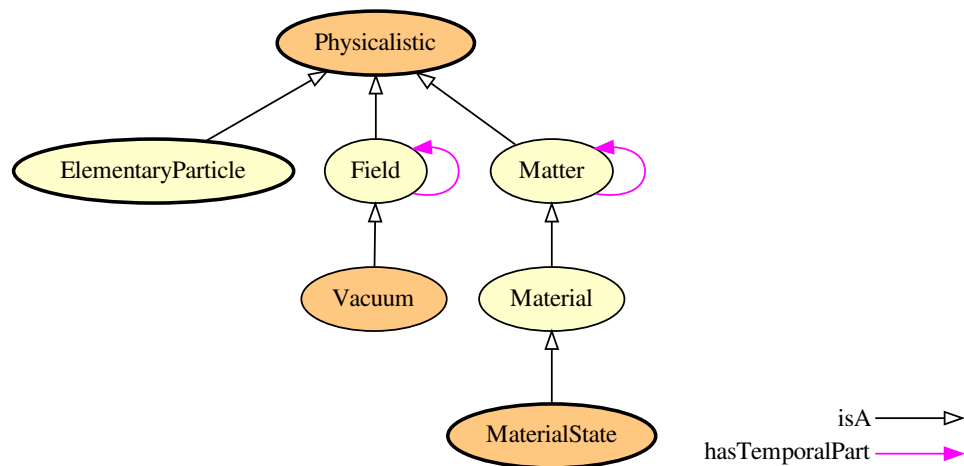 Physicalistic
ElementaryParticle
Field
Matter
Vacuum
Material
MaterialState
isA
hasTemporalPart